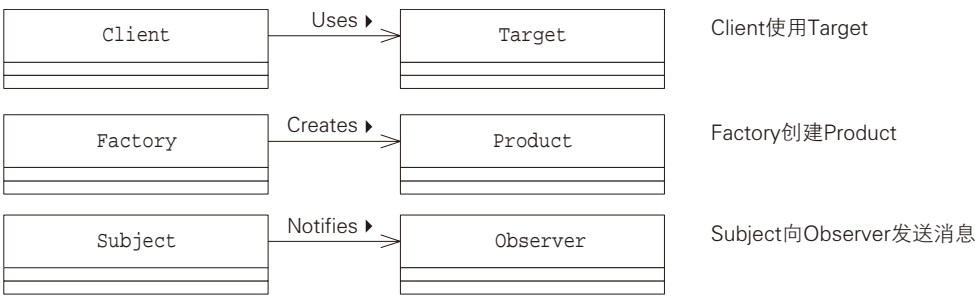 Client Uses Target Client使用Target
Factory Creates Product Factory创建Product
Subject Notifies Observer Subject向Observer发送消息